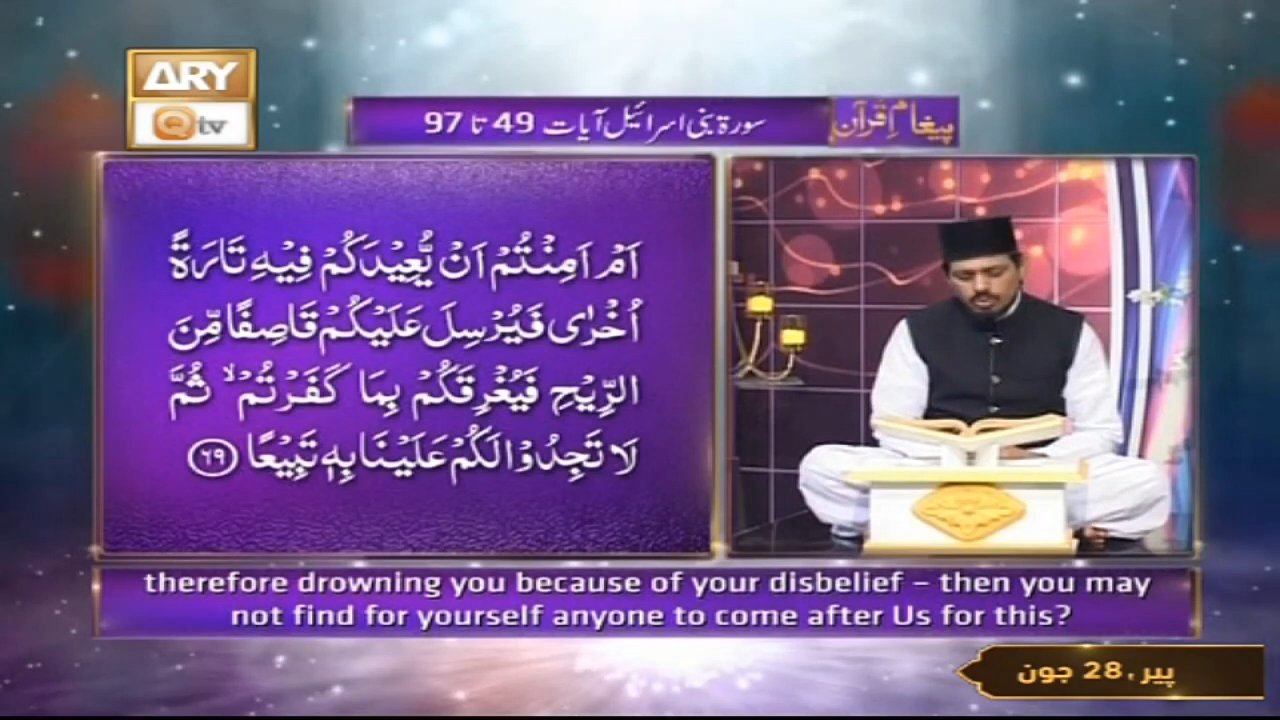 ARY
Qtv
سورۃ بنی اسرائیل آیات 49 تا 97
پیغام قرآن
اَمْ اَمِنْتُمْ اَنْ يُّعِيْدَكُمْ فِيْهِ تَارَةً
اُخْرٰى فَيُرْسِلَ عَلَيْكُمْ قَاصِفًا مِّنَ
الرِّيْحِ فَيُغْرِقَكُمْ بِمَا كَفَرْتُمْ ۙ ثُمَّ
لَا تَجِدُوْا لَكُمْ عَلَيْنَا بِهٖ تَبِيْعًا ﴿٦٩﴾
therefore drowning you because of your disbelief – then you may
not find for yourself anyone to come after Us for this?
پیر، 28 جون